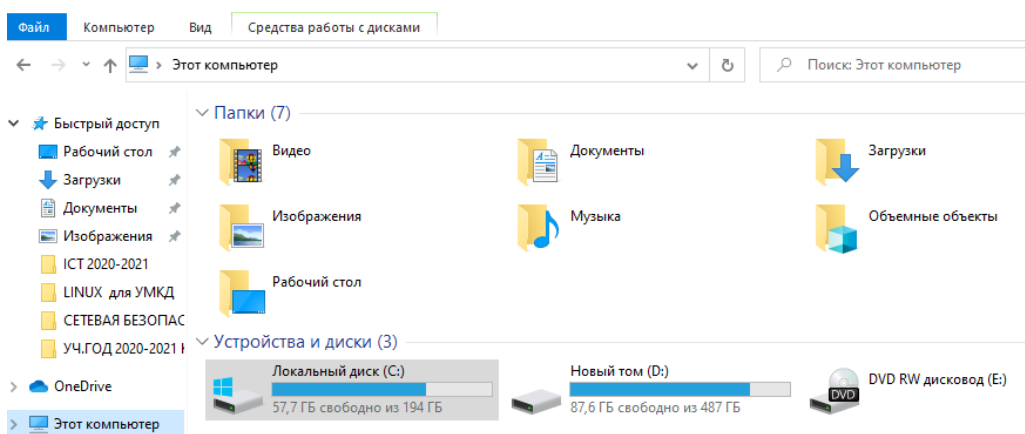 Файл Компьютер Вид Средства работы с дисками
Этот компьютер Поиск: Этот компьютер
Быстрый доступ
Рабочий стол
Загрузки
Документы
Изображения
ICT 2020-2021
LINUX для УМКД
СЕТЕВАЯ БЕЗОПАС
УЧ.ГОД 2020-2021
OneDrive
Этот компьютер
Папки (7)
Видео Документы Загрузки
Изображения Музыка Объемные объекты
Рабочий стол
Устройства и диски (3)
Локальный диск (C:) Новый том (D:) DVD RW дисковод (E:)
57,7 ГБ свободно из 194 ГБ 87,6 ГБ свободно из 487 ГБ
DVD